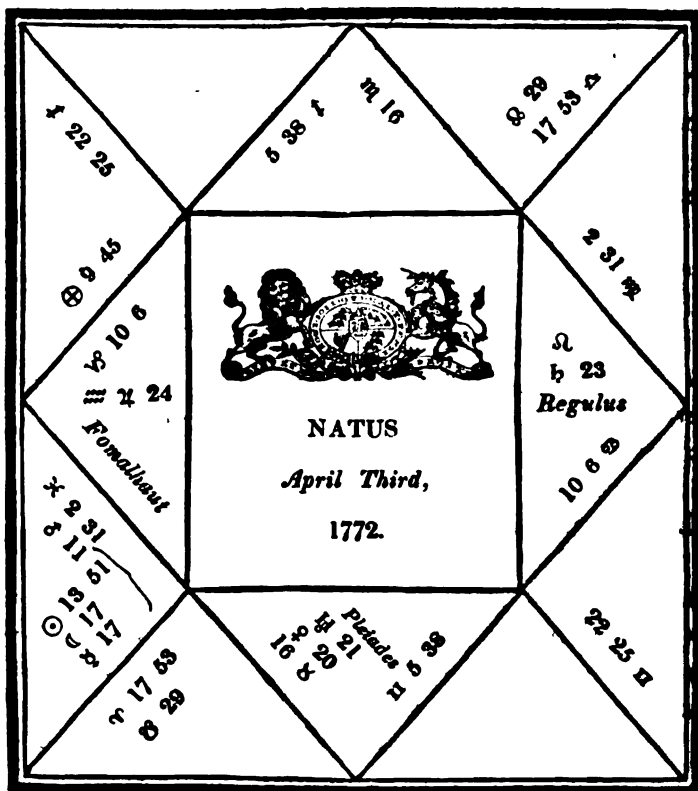 5 38 ♐
♏ 16
☊ 29
17 53 ♎
♐ 22 25
2 31 ♍
⊕ 9 45
♑ 10 6
♒ ♃ 24
Fomalhaut
♌
♄ 23
Regulus
10 6 ♋
NATUS
April Third,
1772.
♓ 2 31
♂ 11 51
☉ 13
☽ 17
☿ 17
♈ 17 53
☋ 29
Pleiades
♅ 21
♀ 20
16 ♉
♊ 5 38
22 25 ♊